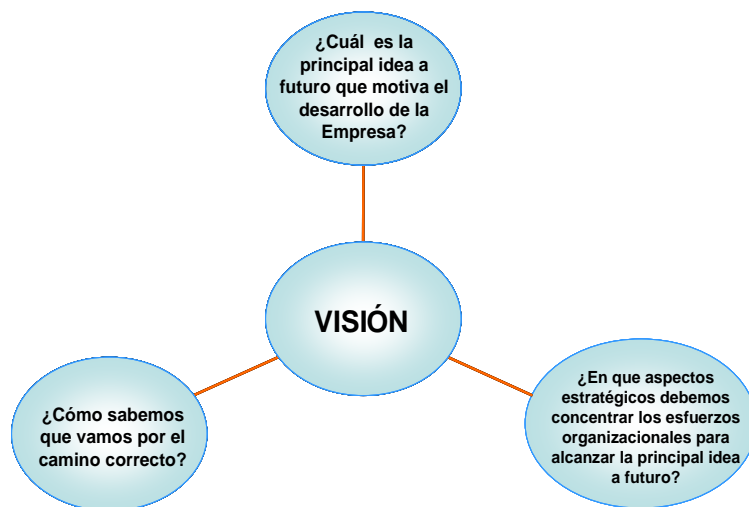 ¿Cuál es la
principal idea a
futuro que motiva el
desarrollo de la
Empresa?
VISIÓN
¿Cómo sabemos
que vamos por el
camino correcto?
¿En que aspectos
estratégicos debemos
concentrar los esfuerzos
organizacionales para
alcanzar la principal idea
a futuro?